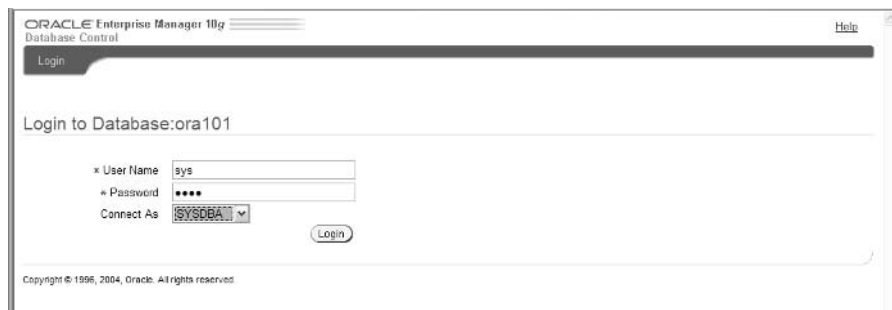 ORACLE Enterprise Manager 10g
Database Control
Help
Login
Login to Database:ora101
* User Name sys
* Password ••••
Connect As SYSDBA
Login
Copyright © 1996, 2004, Oracle. All rights reserved.